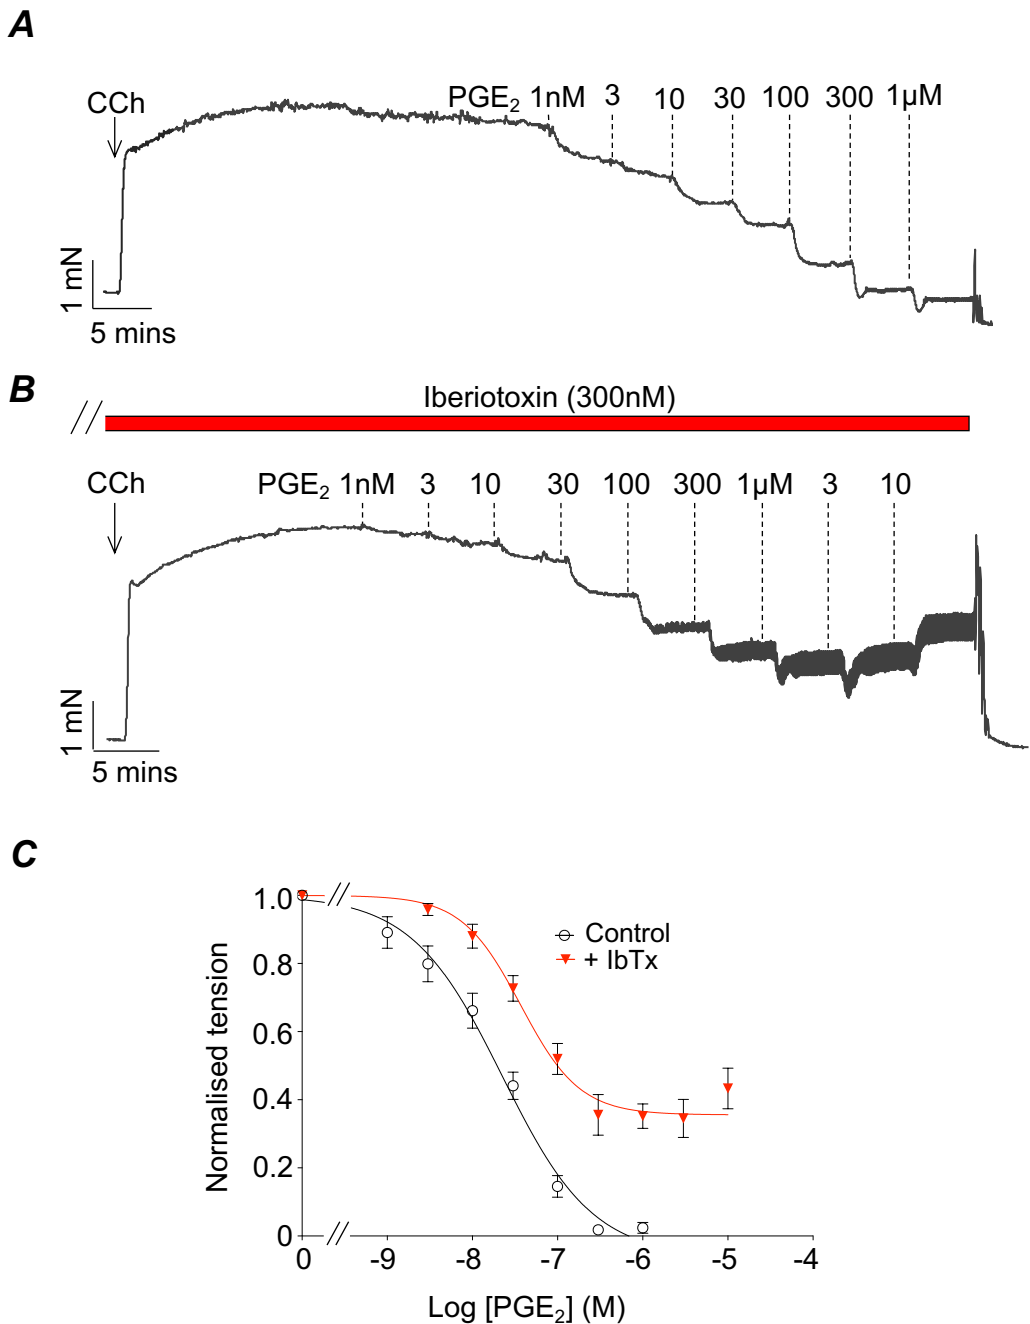 A
CCh
PGE₂ 1nM 3 10 30 100 300 1µM
1 mN
5 mins
B
Iberiotoxin (300nM)
CCh
PGE₂ 1nM 3 10 30 100 300 1µM 3 10
1 mN
5 mins
C
Normalised tension
1.0
0.8
0.6
0.4
0.2
0
Control
+ IbTx
0 -9 -8 -7 -6 -5 -4
Log [PGE₂] (M)